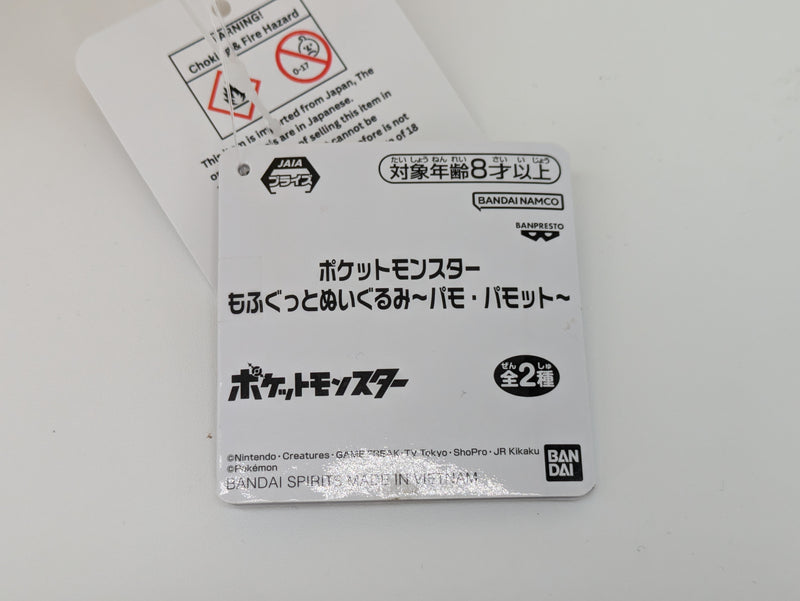 WARNING!
Choking & Fire Hazard
0-17
This item is imported from Japan, The
are in Japanese.
of selling this item in
cannot be
is not
of 18
JAIA
プライズ
たいしょうねんれい さいいじょう
対象年齢8才以上
BANDAI NAMCO
BANPRESTO
ポケットモンスター
もふぐっとぬいぐるみ～パモ・パモット～
ポケットモンスター
ぜん しゅ
全2種
©Nintendo・Creatures・GAME FREAK・TV Tokyo・ShoPro・JR Kikaku
©Pokémon
BANDAI SPIRITS MADE IN VIETNAM
BAN
DAI